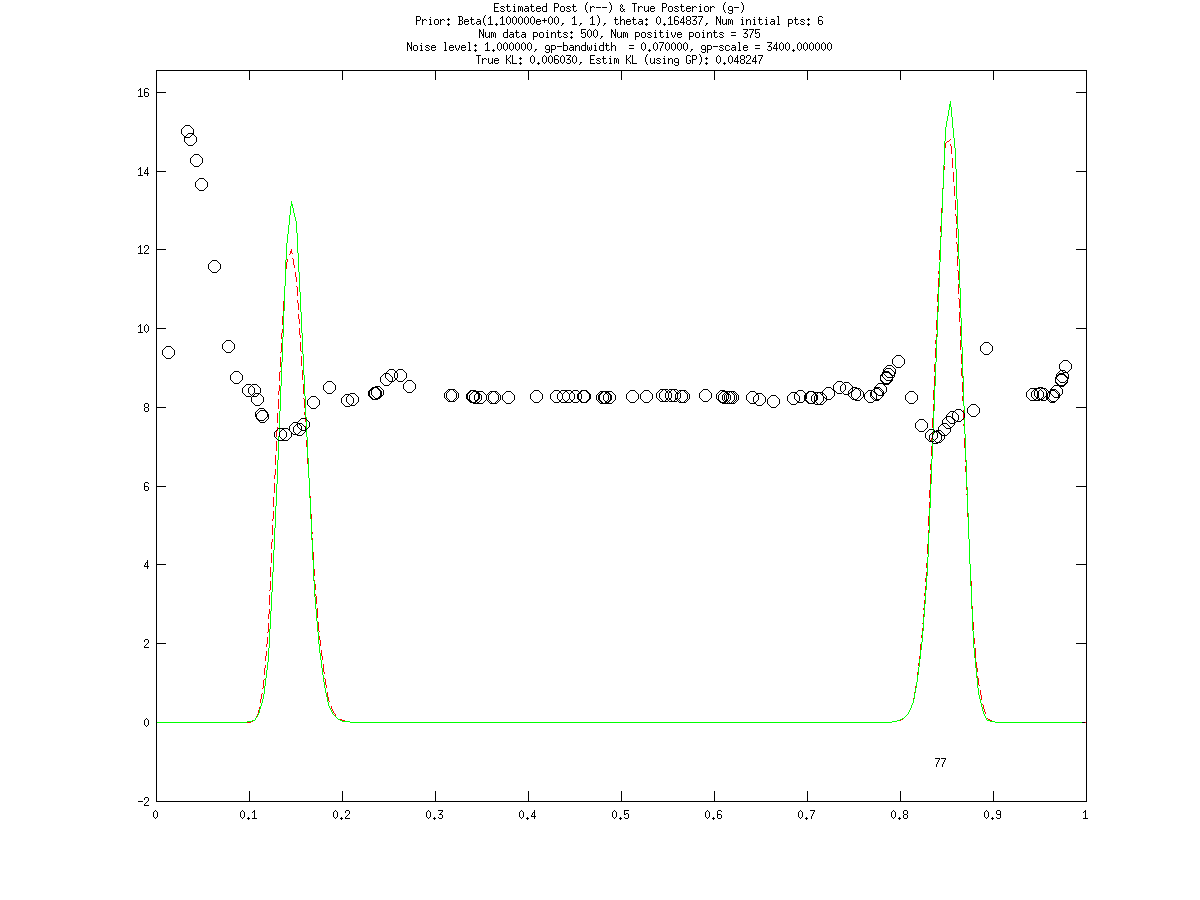 Estimated Post (r--) & True Posterior (g-)
Prior: Beta(1.100000e+00, 1, 1), theta: 0.164837, Num initial pts: 6
Num data points: 500, Num positive points = 375
Noise level: 1.000000, gp-bandwidth  = 0.070000, gp-scale = 3400.000000
True KL: 0.006030, Estim KL (using GP): 0.048247
16
14
12
10
8
6
4
2
0
77
-2
0 0.1 0.2 0.3 0.4 0.5 0.6 0.7 0.8 0.9 1